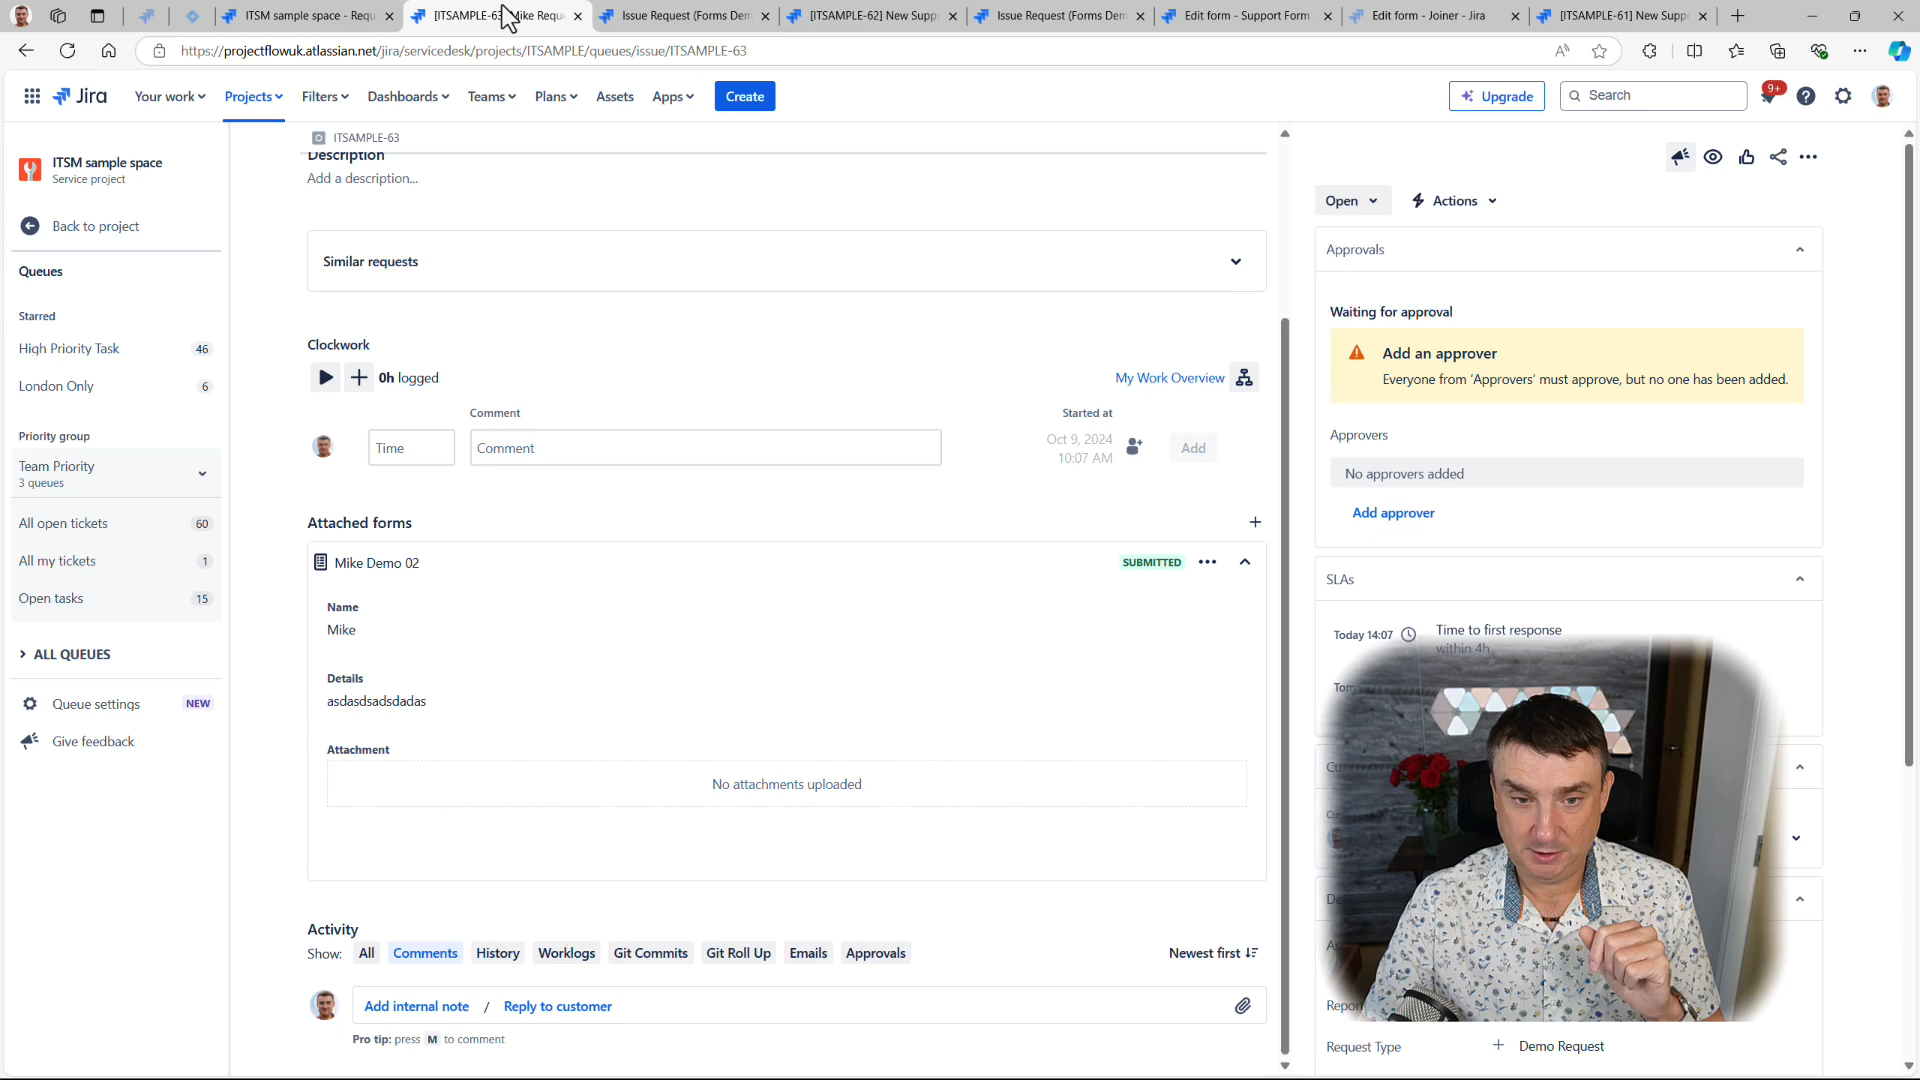 ITSM sample space - Requ
[ITSAMPLE-63] Mike Reque
Issue Request (Forms Dem
[ITSAMPLE-62] New Supp
Issue Request (Forms Dem
Edit form - Support Form
Edit form - Joiner - Jira
[ITSAMPLE-61] New Supp
https://projectflowuk.atlassian.net/jira/servicedesk/projects/ITSAMPLE/queues/issue/ITSAMPLE-63
Jira
Your work
Projects
Filters
Dashboards
Teams
Plans
Assets
Apps
Create
Upgrade
Search
9+
ITSM sample space
Service project
Back to project
Queues
Starred
High Priority Task 46
London Only 6
Priority group
Team Priority
3 queues
All open tickets 60
All my tickets 1
Open tasks 15
ALL QUEUES
Queue settings NEW
Give feedback
ITSAMPLE-63
Description
Add a description...
Similar requests
Clockwork
0h logged
My Work Overview
Comment
Started at
Time
Comment
Oct 9, 2024
10:07 AM
Add
Attached forms
Mike Demo 02
SUBMITTED
Name
Mike
Details
asdasdsadsdadas
Attachment
No attachments uploaded
Activity
Show: All Comments History Worklogs Git Commits Git Roll Up Emails Approvals
Newest first
Add internal note / Reply to customer
Pro tip: press M to comment
Open
Actions
Approvals
Waiting for approval
Add an approver
Everyone from 'Approvers' must approve, but no one has been added.
Approvers
No approvers added
Add approver
SLAs
Today 14:07
Time to first response
within 4h
Request Type
Demo Request